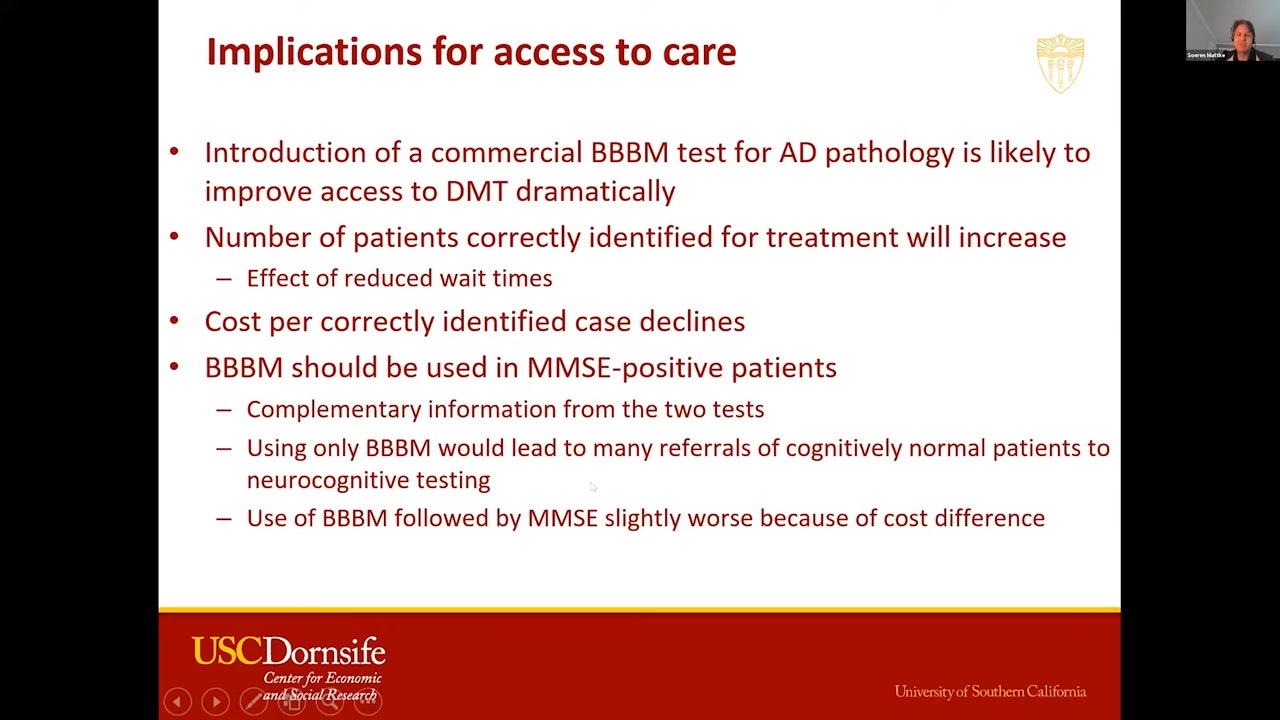 Implications for access to care
Soeren Mattke
• Introduction of a commercial BBBM test for AD pathology is likely to
improve access to DMT dramatically
• Number of patients correctly identified for treatment will increase
– Effect of reduced wait times
• Cost per correctly identified case declines
• BBBM should be used in MMSE-positive patients
– Complementary information from the two tests
– Using only BBBM would lead to many referrals of cognitively normal patients to
neurocognitive testing
– Use of BBBM followed by MMSE slightly worse because of cost difference
USCDornsife
Center for Economic
and Social Research
University of Southern California